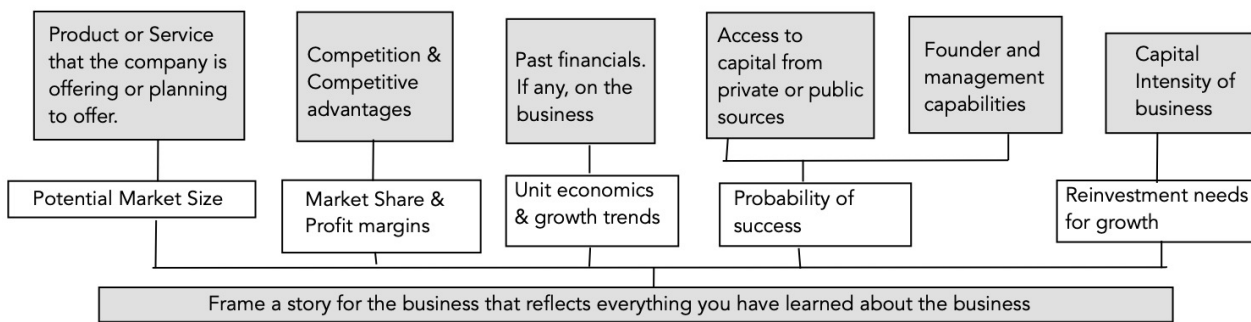 Product or Service
that the company is
offering or planning
to offer.
Competition &
Competitive
advantages
Past financials.
If any, on the
business
Access to
capital from
private or public
sources
Founder and
management
capabilities
Capital
Intensity of
business
Potential Market Size
Market Share &
Profit margins
Unit economics
& growth trends
Probability of
success
Reinvestment needs
for growth
Frame a story for the business that reflects everything you have learned about the business